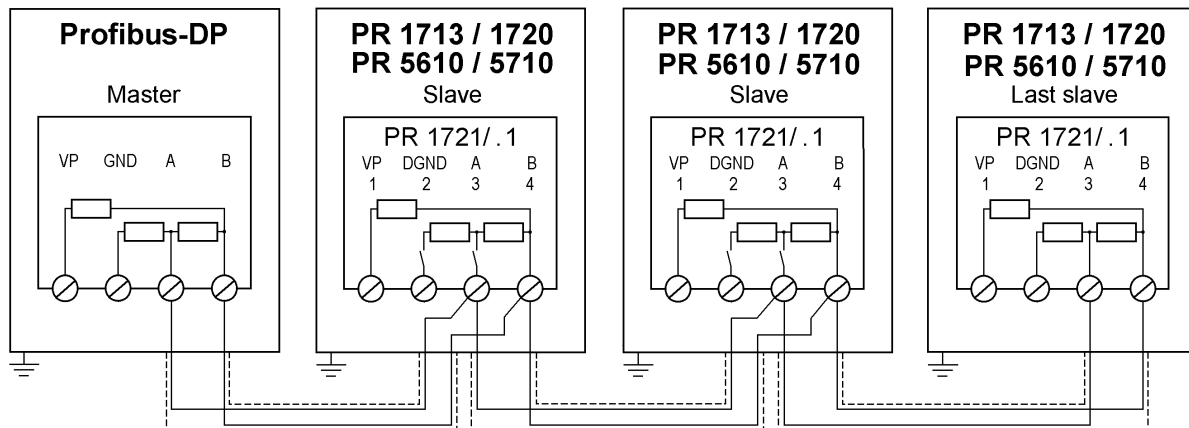 Profibus-DP
Master
VP GND A B
PR 1713 / 1720
PR 5610 / 5710
Slave
PR 1721/ . 1
VP DGND A B
1 2 3 4
PR 1713 / 1720
PR 5610 / 5710
Slave
PR 1721/ . 1
VP DGND A B
1 2 3 4
PR 1713 / 1720
PR 5610 / 5710
Last slave
PR 1721/ . 1
VP DGND A B
1 2 3 4